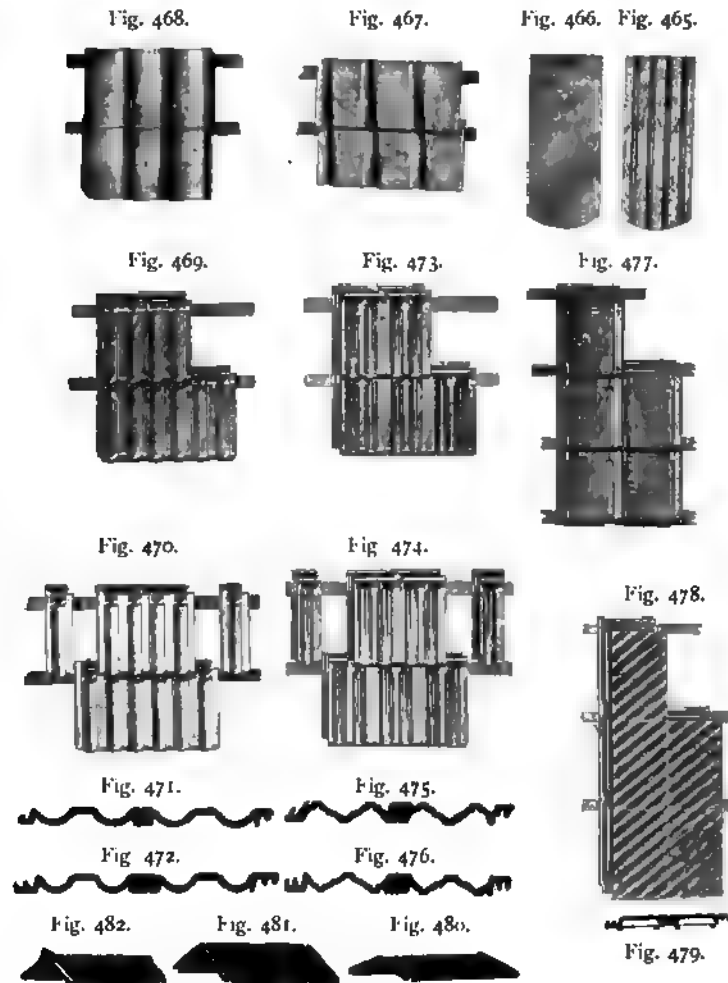 Fig. 468.
Fig. 467.
Fig. 466.
Fig. 465.
Fig. 469.
Fig. 473.
Fig. 477.
Fig. 470.
Fig 474.
Fig. 478.
Fig. 471.
Fig. 475.
Fig 472.
Fig. 476.
Fig. 482.
Fig. 481.
Fig. 480.
Fig. 479.